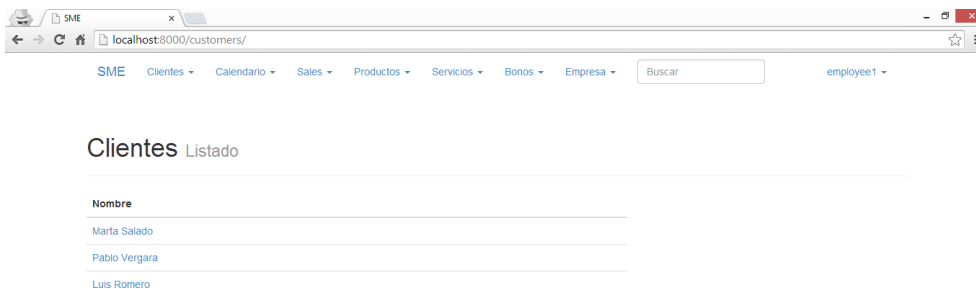 SME
localhost:8000/customers/
SME Clientes Calendario Sales Productos Servicios Bonos Empresa Buscar employee1
Clientes Listado
Nombre
Marta Salado
Pablo Vergara
Luis Romero